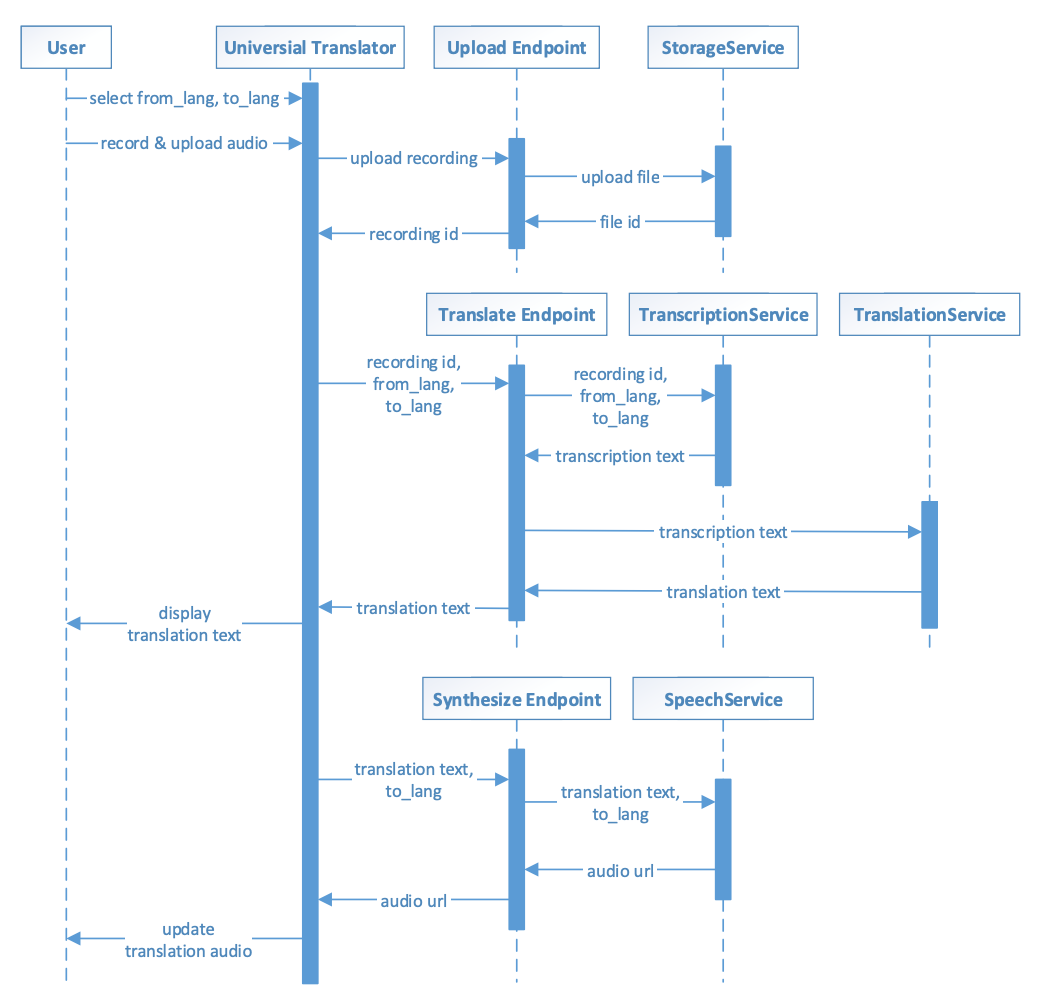 User
Universial Translator
Upload Endpoint
StorageService
select from_lang, to_lang
record & upload audio
upload recording
upload file
file id
recording id
Translate Endpoint
TranscriptionService
TranslationService
recording id,
from_lang,
to_lang
recording id,
from_lang,
to_lang
transcription text
transcription text
translation text
translation text
display
translation text
Synthesize Endpoint
SpeechService
translation text,
to_lang
translation text,
to_lang
audio url
audio url
update
translation audio